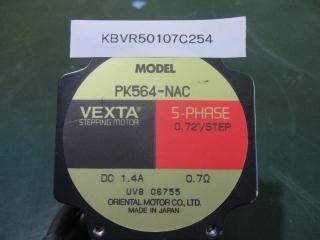 KBVR50107C254
MODEL
PK564-NAC
VEXTA®
STEPPING MOTOR
5-PHASE
0.72°/STEP
DC 1.4A 0.7Ω
UVB 06755
ORIENTAL MOTOR CO., LTD.
MADE IN JAPAN